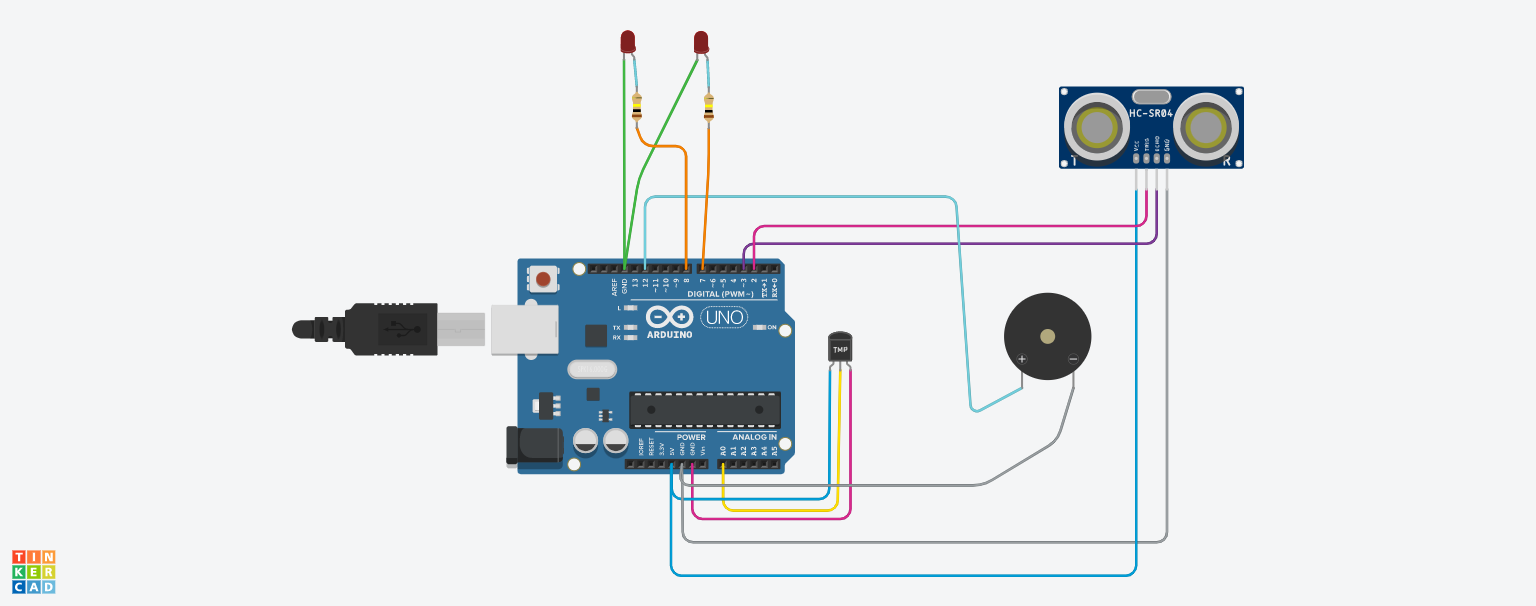 HC-SR04
VCC
TRIG
ECHO
GND
T
R
AREF
GND
13
12
~11
~10
~9
8
7
~6
~5
4
~3
2
TX→1
RX←0
DIGITAL (PWM~)
L
TX
RX
ARDUINO
UNO
ON
TMP
+
−
POWER
ANALOG IN
IOREF
RESET
3.3V
5V
GND
GND
Vin
A0
A1
A2
A3
A4
A5
TIN
KER
CAD